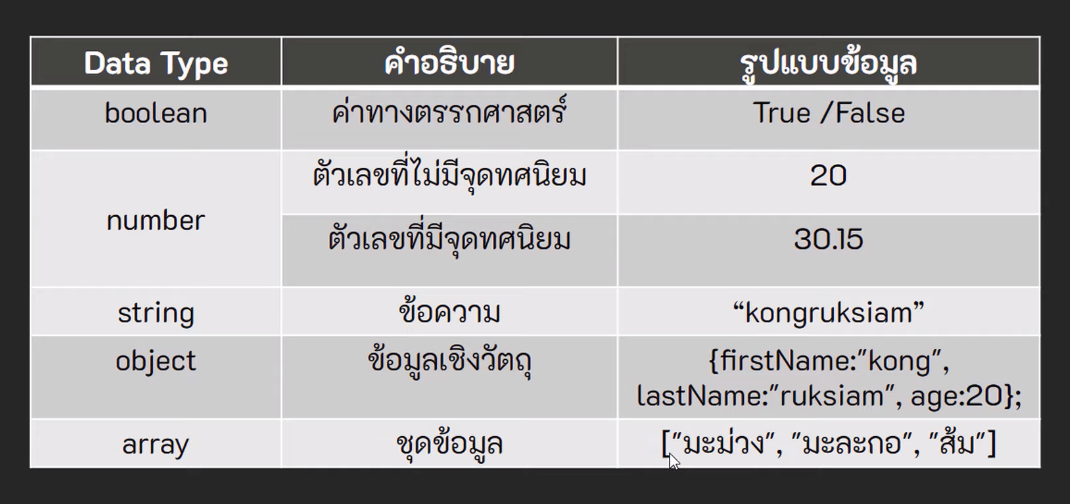 Data Type คำอธิบาย รูปแบบข้อมูล
boolean ค่าทางตรรกศาสตร์ True /False
ตัวเลขที่ไม่มีจุดทศนิยม 20
number
ตัวเลขที่มีจุดทศนิยม 30.15
string ข้อความ “kongruksiam”
object ข้อมูลเชิงวัตถุ {firstName:"kong",
lastName:"ruksiam", age:20};
array ชุดข้อมูล ["มะม่วง", "มะละกอ", "ส้ม"]